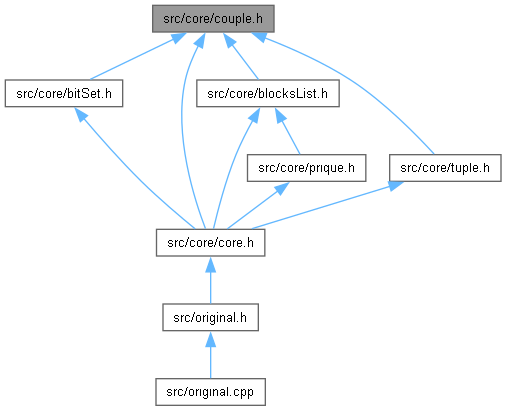 src/core/couple.h
src/core/bitSet.h
src/core/blocksList.h
src/core/prique.h
src/core/tuple.h
src/core/core.h
src/original.h
src/original.cpp